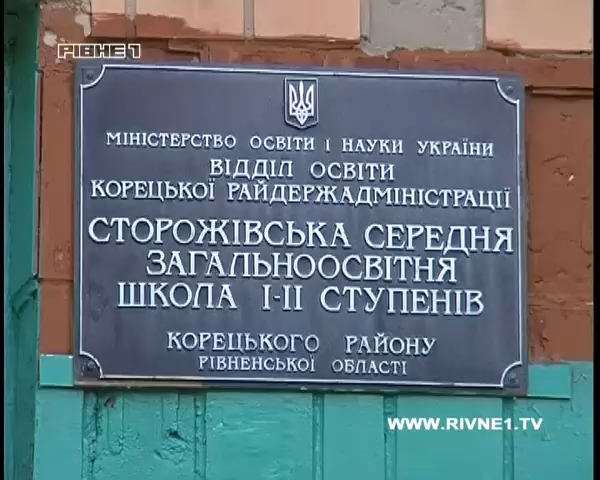 РІВНЕ 1
МІНІСТЕРСТВО ОСВІТИ І НАУКИ УКРАЇНИ
ВІДДІЛ ОСВІТИ
КОРЕЦЬКОЇ РАЙДЕРЖАДМІНІСТРАЦІЇ
СТОРОЖІВСЬКА СЕРЕДНЯ
ЗАГАЛЬНООСВІТНЯ
ШКОЛА І-ІІ СТУПЕНІВ
КОРЕЦЬКОГО РАЙОНУ
РІВНЕНСЬКОЇ ОБЛАСТІ
WWW.RIVNE1.TV